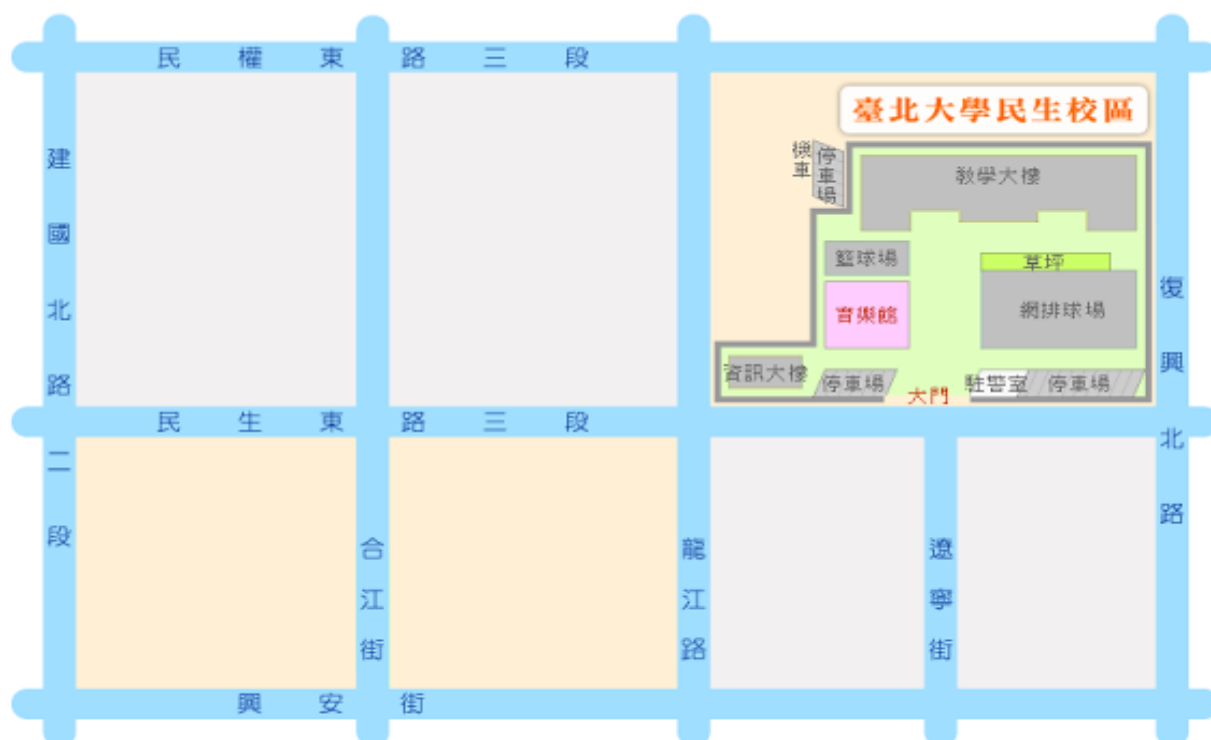 民權東路三段
建國北路二段
臺北大學民生校區
機車
停車場
教學大樓
籃球場
草坪
音樂館
網排球場
資訊大樓
停車場
大門
駐警室
停車場
復興北路
民生東路三段
合江街
龍江路
遼寧街
興安街